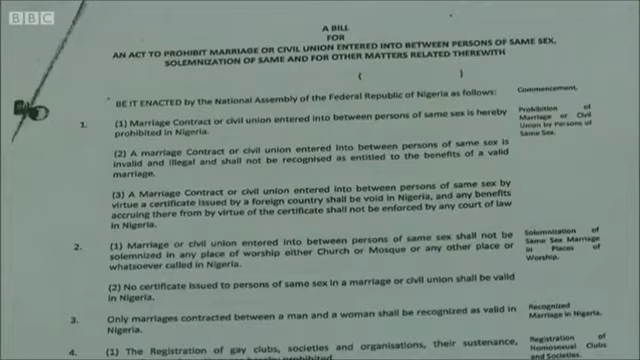 BBC
A BILL
FOR
AN ACT TO PROHIBIT MARRIAGE OR CIVIL UNION ENTERED INTO BETWEEN PERSONS OF SAME SEX,
SOLEMNIZATION OF SAME AND FOR OTHER MATTERS RELATED THEREWITH
( )
BE IT ENACTED by the National Assembly of the Federal Republic of Nigeria as follows:
Commencement.
1. (1) Marriage Contract or civil union entered into between persons of same sex is hereby
prohibited in Nigeria.
Prohibition of
Marriage or Civil
Union by Persons of
Same Sex.
(2) A marriage Contract or civil union entered into between persons of same sex is
invalid and illegal and shall not be recognised as entitled to the benefits of a valid
marriage.
(3) A Marriage Contract or civil union entered into between persons of same sex by
virtue a certificate issued by a foreign country shall be void in Nigeria, and any benefits
accruing there from by virtue of the certificate shall not be enforced by any court of law
in Nigeria.
2. (1) Marriage or civil union entered into between persons of same sex shall not be
solemnized in any place of worship either Church or Mosque or any other place or
whatsoever called in Nigeria.
Solemnization of
Same Sex Marriage
in Places of
Worship.
(2) No certificate issued to persons of same sex in a marriage or civil union shall be valid
in Nigeria.
3. Only marriages contracted between a man and a woman shall be recognized as valid in
Nigeria.
Recognized
Marriage in Nigeria.
4. (1) The Registration of gay clubs, societies and organisations, their sustenance,
Registration of
Homosexual Clubs
and Societies.